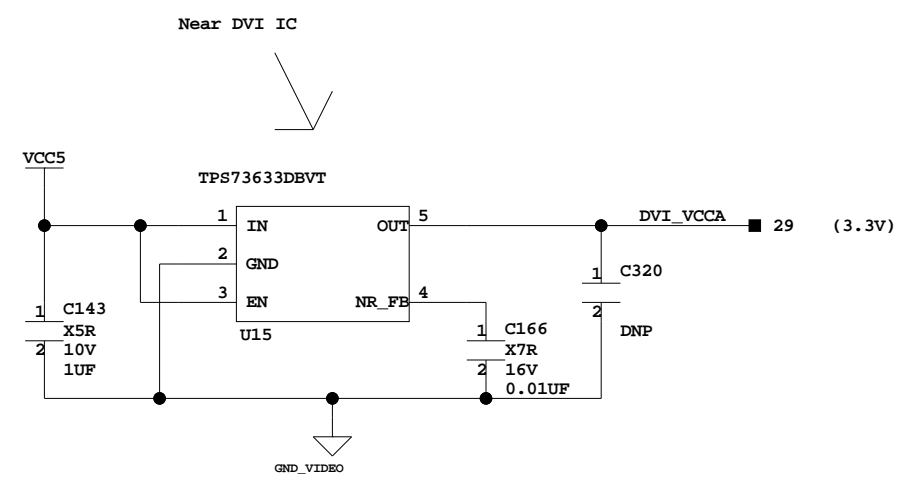 Near DVI IC
VCC5
TPS73633DBVT
1 IN
OUT 5
DVI_VCCA
29 (3.3V)
2 GND
1 C320
3 EN
NR_FB 4
2
DNP
1 C143
X5R
2 10V
1UF
U15
1 C166
X7R
2 16V
0.01UF
GND_VIDEO